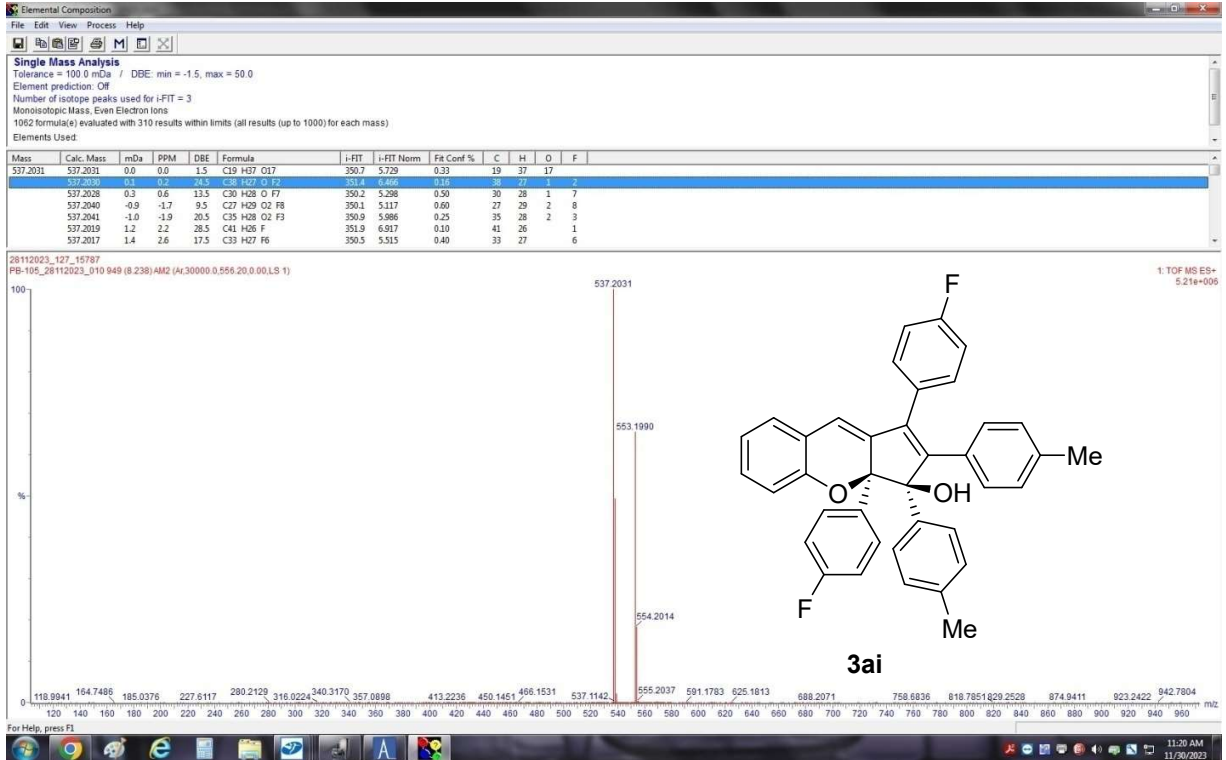 Elemental Composition
File Edit View Process Help
Single Mass Analysis
Tolerance = 100.0 mDa / DBE: min = -1.5, max = 50.0
Element prediction: Off
Number of isotope peaks used for i-FIT = 3
Monoisotopic Mass, Even Electron Ions
1062 formula(e) evaluated with 310 results within limits (all results (up to 1000) for each mass)
Elements Used:
Mass Calc. Mass mDa PPM DBE Formula i-FIT i-FIT Norm Fit Conf % C H O F
537.2031 537.2031 0.0 0.0 1.5 C19 H37 O17 350.7 5.729 0.33 19 37 17
537.2030 0.1 0.2 24.5 C38 H27 O F2 351.4 6.466 0.16 38 27 1 2
537.2028 0.3 0.6 13.5 C30 H28 O F7 350.2 5.298 0.50 30 28 1 7
537.2040 -0.9 -1.7 9.5 C27 H29 O2 F8 350.1 5.117 0.60 27 29 2 8
537.2041 -1.0 -1.9 20.5 C35 H28 O2 F3 350.9 5.986 0.25 35 28 2 3
537.2019 1.2 2.2 28.5 C41 H26 F 351.9 6.917 0.10 41 26 1
537.2017 1.4 2.6 17.5 C33 H27 F6 350.5 5.515 0.40 33 27 6
28112023_127_15787
PB-105_28112023_010 949 (8.238) AM2 (Ar,30000.0,556.20,0.00,LS 1)
1: TOF MS ES+
5.21e+006
100
537.2031
F
553.1990
Me
%
O
OH
F
554.2014
Me
3ai
0
118.9941 164.7486 185.0376 227.6117 280.2129 316.0224 340.3170 357.0898 413.2236 450.1451 466.1531 537.1142 555.2037 591.1783 625.1813 688.2071 758.6836 818.7851 829.2528 874.9411 923.2422 942.7804
m/z
120 140 160 180 200 220 240 260 280 300 320 340 360 380 400 420 440 460 480 500 520 540 560 580 600 620 640 660 680 700 720 740 760 780 800 820 840 860 880 900 920 940 960
For Help, press F1
11:20 AM
11/30/2023